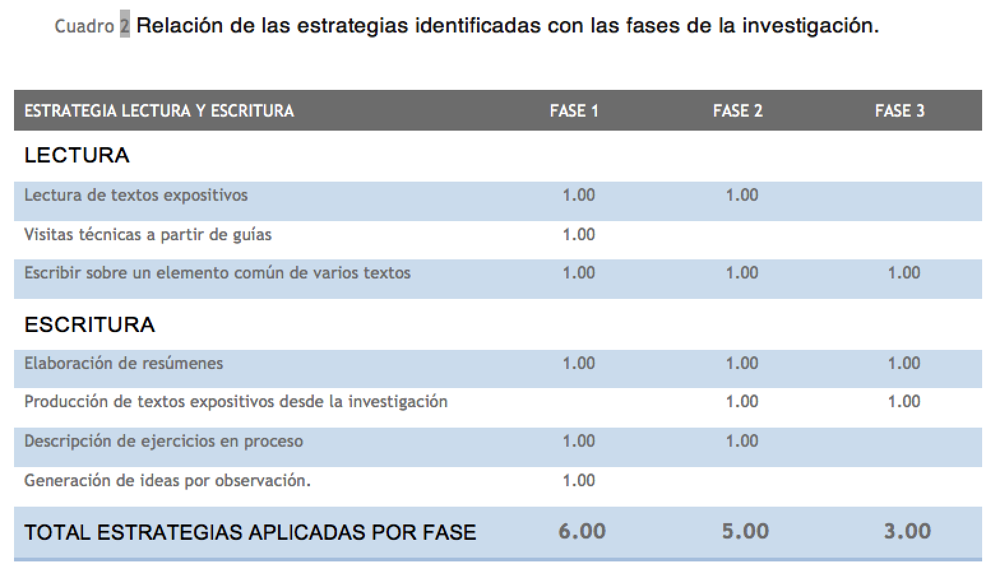 Cuadro 2 Relación de las estrategias identificadas con las fases de la investigación.
ESTRATEGIA LECTURA Y ESCRITURA FASE 1 FASE 2 FASE 3
LECTURA
Lectura de textos expositivos 1.00 1.00
Visitas técnicas a partir de guías 1.00
Escribir sobre un elemento común de varios textos 1.00 1.00 1.00
ESCRITURA
Elaboración de resúmenes 1.00 1.00 1.00
Producción de textos expositivos desde la investigación 1.00 1.00
Descripción de ejercicios en proceso 1.00 1.00
Generación de ideas por observación. 1.00
TOTAL ESTRATEGIAS APLICADAS POR FASE 6.00 5.00 3.00